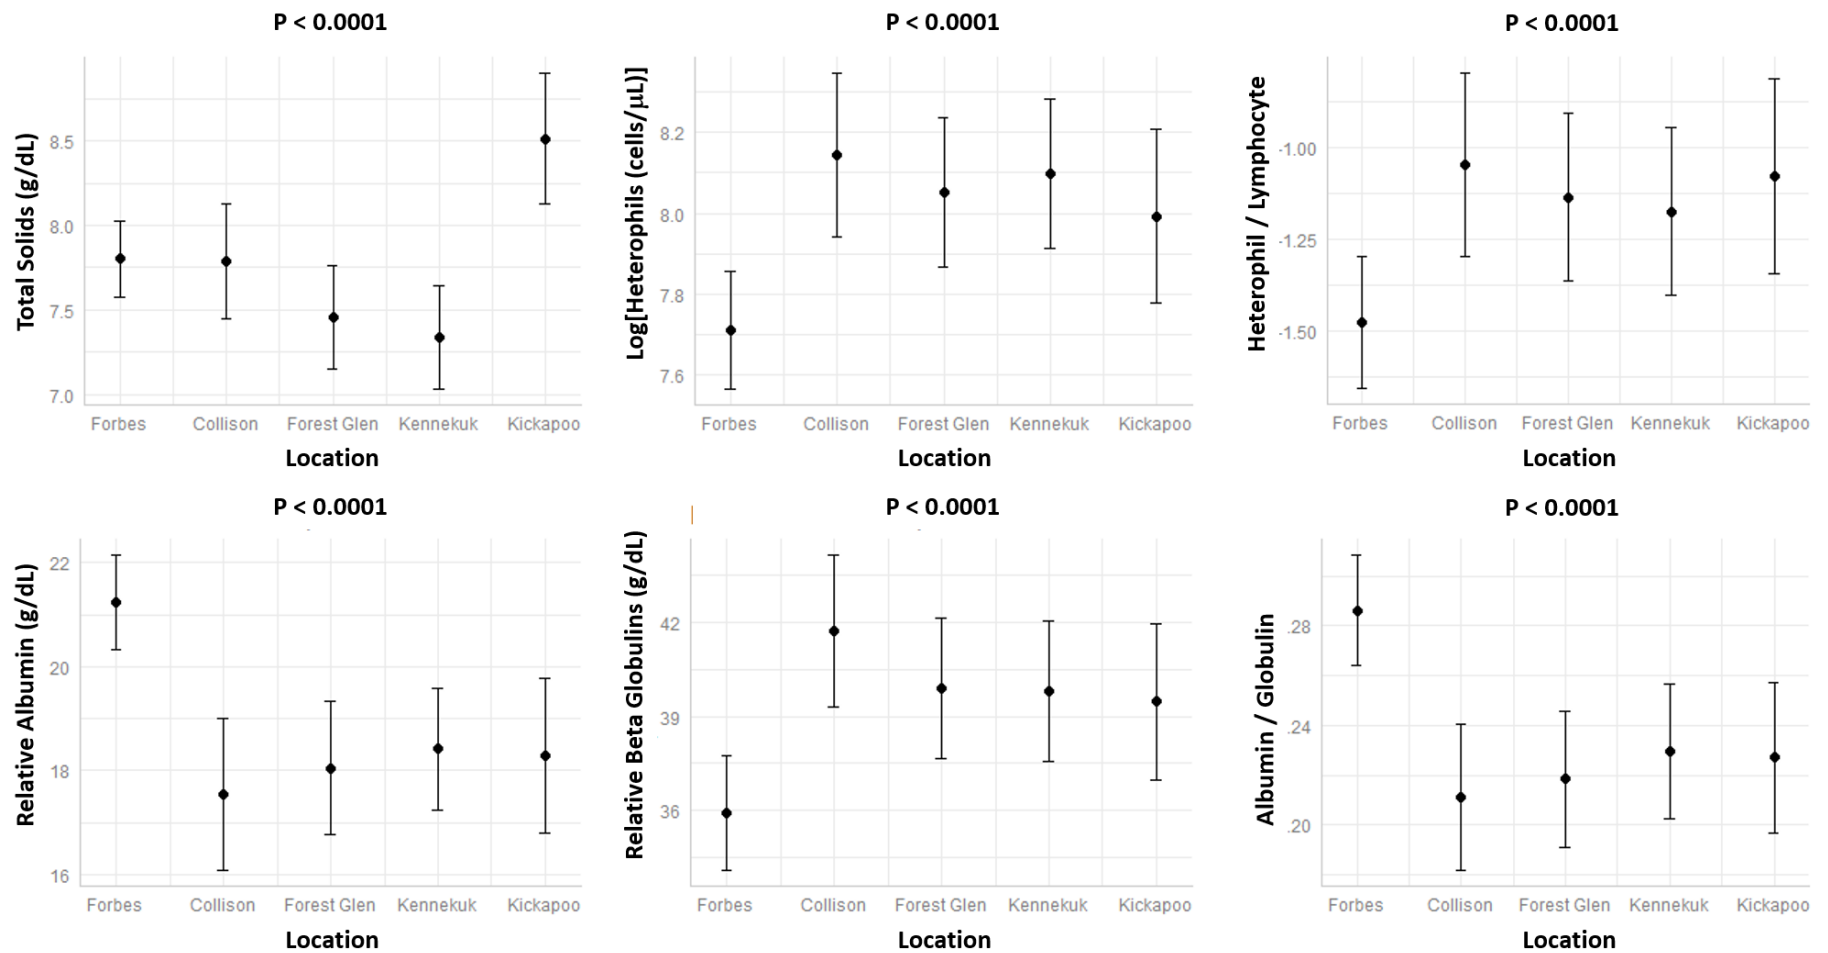 P < 0.0001
Total Solids (g/dL)
8.5
8.0
7.5
7.0
Forbes Collison Forest Glen Kennekuk Kickapoo
Location
P < 0.0001
Log[Heterophils (cells/μL)]
8.2
8.0
7.8
7.6
Forbes Collison Forest Glen Kennekuk Kickapoo
Location
P < 0.0001
Heterophil / Lymphocyte
-1.00
-1.25
-1.50
Forbes Collison Forest Glen Kennekuk Kickapoo
Location
P < 0.0001
Relative Albumin (g/dL)
22
20
18
16
Forbes Collison Forest Glen Kennekuk Kickapoo
Location
P < 0.0001
Relative Beta Globulins (g/dL)
42
39
36
Forbes Collison Forest Glen Kennekuk Kickapoo
Location
P < 0.0001
Albumin / Globulin
.28
.24
.20
Forbes Collison Forest Glen Kennekuk Kickapoo
Location